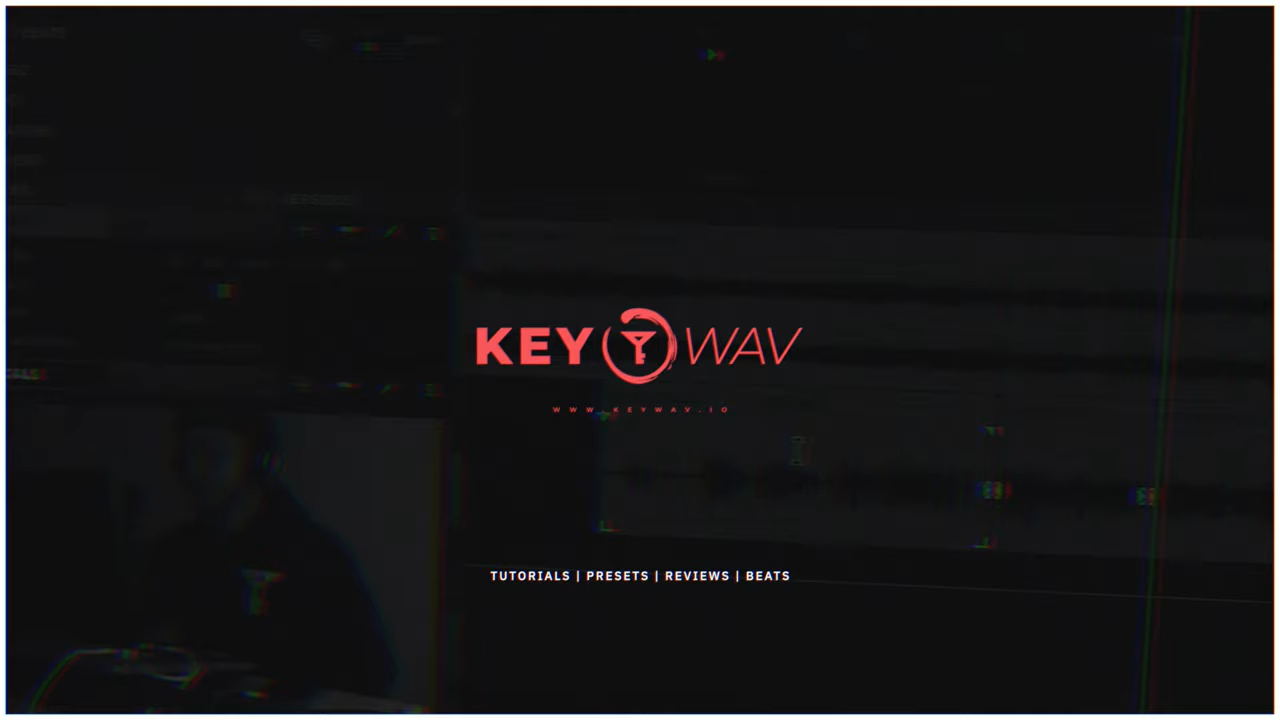 KEY WAV
WWW.KEYWAV.IO
TUTORIALS | PRESETS | REVIEWS | BEATS